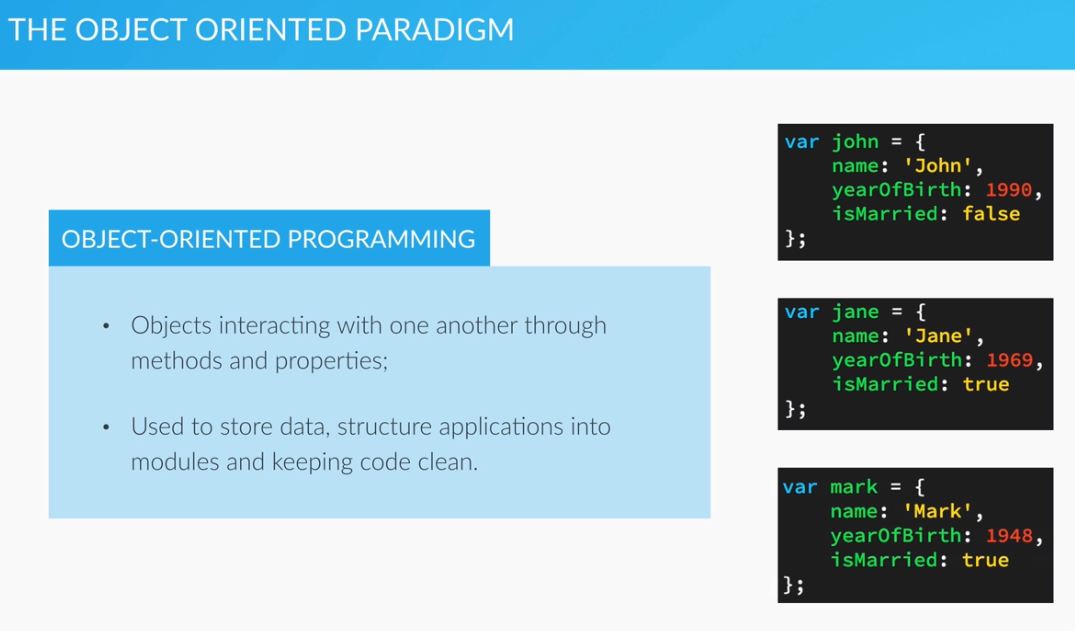 THE OBJECT ORIENTED PARADIGM
OBJECT-ORIENTED PROGRAMMING
• Objects interacting with one another through
methods and properties;
• Used to store data, structure applications into
modules and keeping code clean.
var john = {
    name: 'John',
    yearOfBirth: 1990,
    isMarried: false
};
var jane = {
    name: 'Jane',
    yearOfBirth: 1969,
    isMarried: true
};
var mark = {
    name: 'Mark',
    yearOfBirth: 1948,
    isMarried: true
};